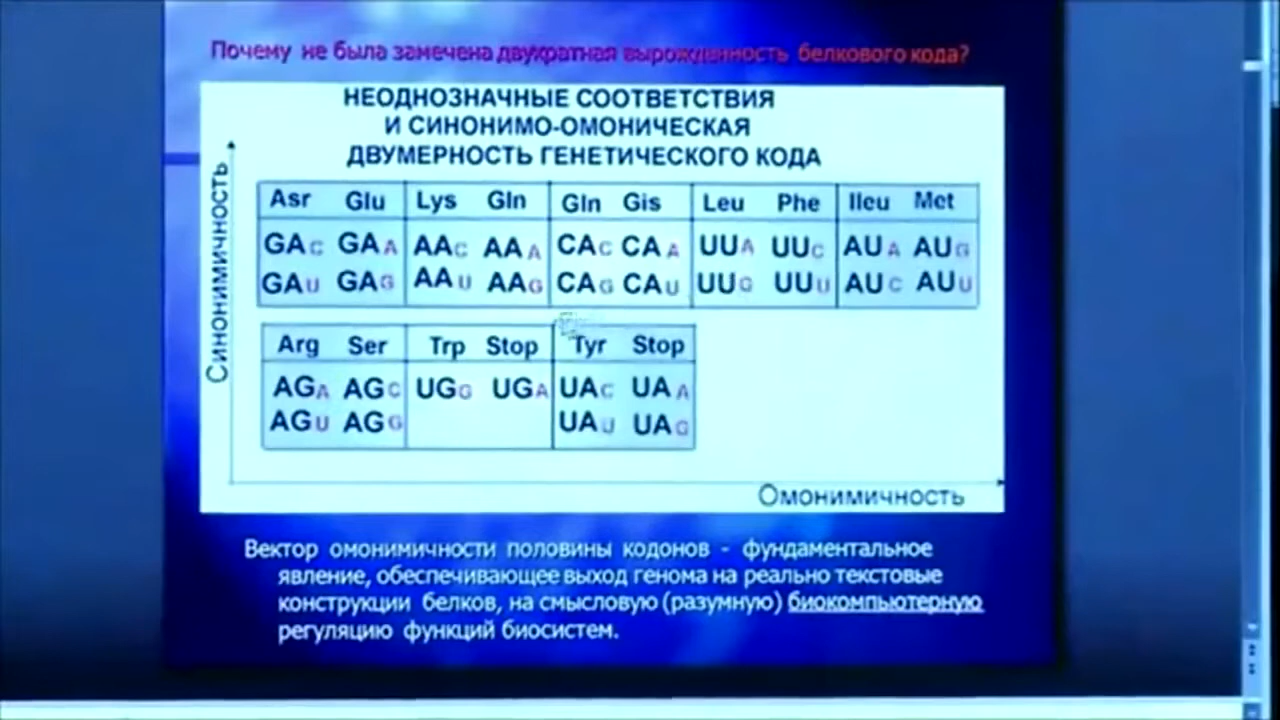 Почему не была замечена двукратная вырожденность белкового кода?
НЕОДНОЗНАЧНЫЕ СООТВЕТСТВИЯ
И СИНОНИМО-ОМОНИЧЕСКАЯ
ДВУМЕРНОСТЬ ГЕНЕТИЧЕСКОГО КОДА
Синонимичность
Asr Glu Lys Gln Gln Gis Leu Phe Ileu Met
GAC GAA AAC AAA CAC CAA UUA UUC AUA AUG
GAU GAG AAU AAG CAG CAU UUG UUU AUC AUU
Arg Ser Trp Stop Tyr Stop
AGA AGC UGG UGA UAC UAA
AGU AGG UAU UAG
Омонимичность
Вектор омонимичности половины кодонов - фундаментальное
явление, обеспечивающее выход генома на реально текстовые
конструкции белков, на смысловую (разумную) биокомпьютерную
регуляцию функций биосистем.